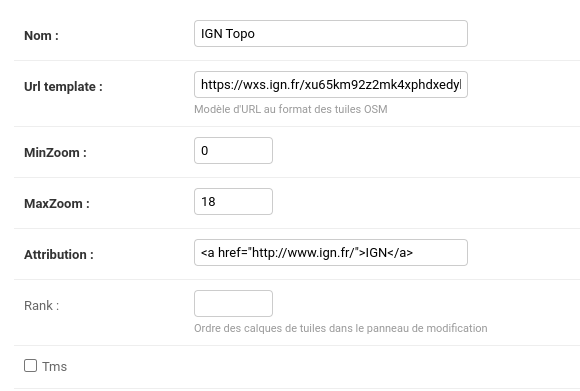 Nom :
IGN Topo
Url template :
https://wxs.ign.fr/xu65km92z2mk4xphdxedyl
Modèle d'URL au format des tuiles OSM
MinZoom :
0
MaxZoom :
18
Attribution :
<a href="http://www.ign.fr/">IGN</a>
Rank :
Ordre des calques de tuiles dans le panneau de modification
Tms